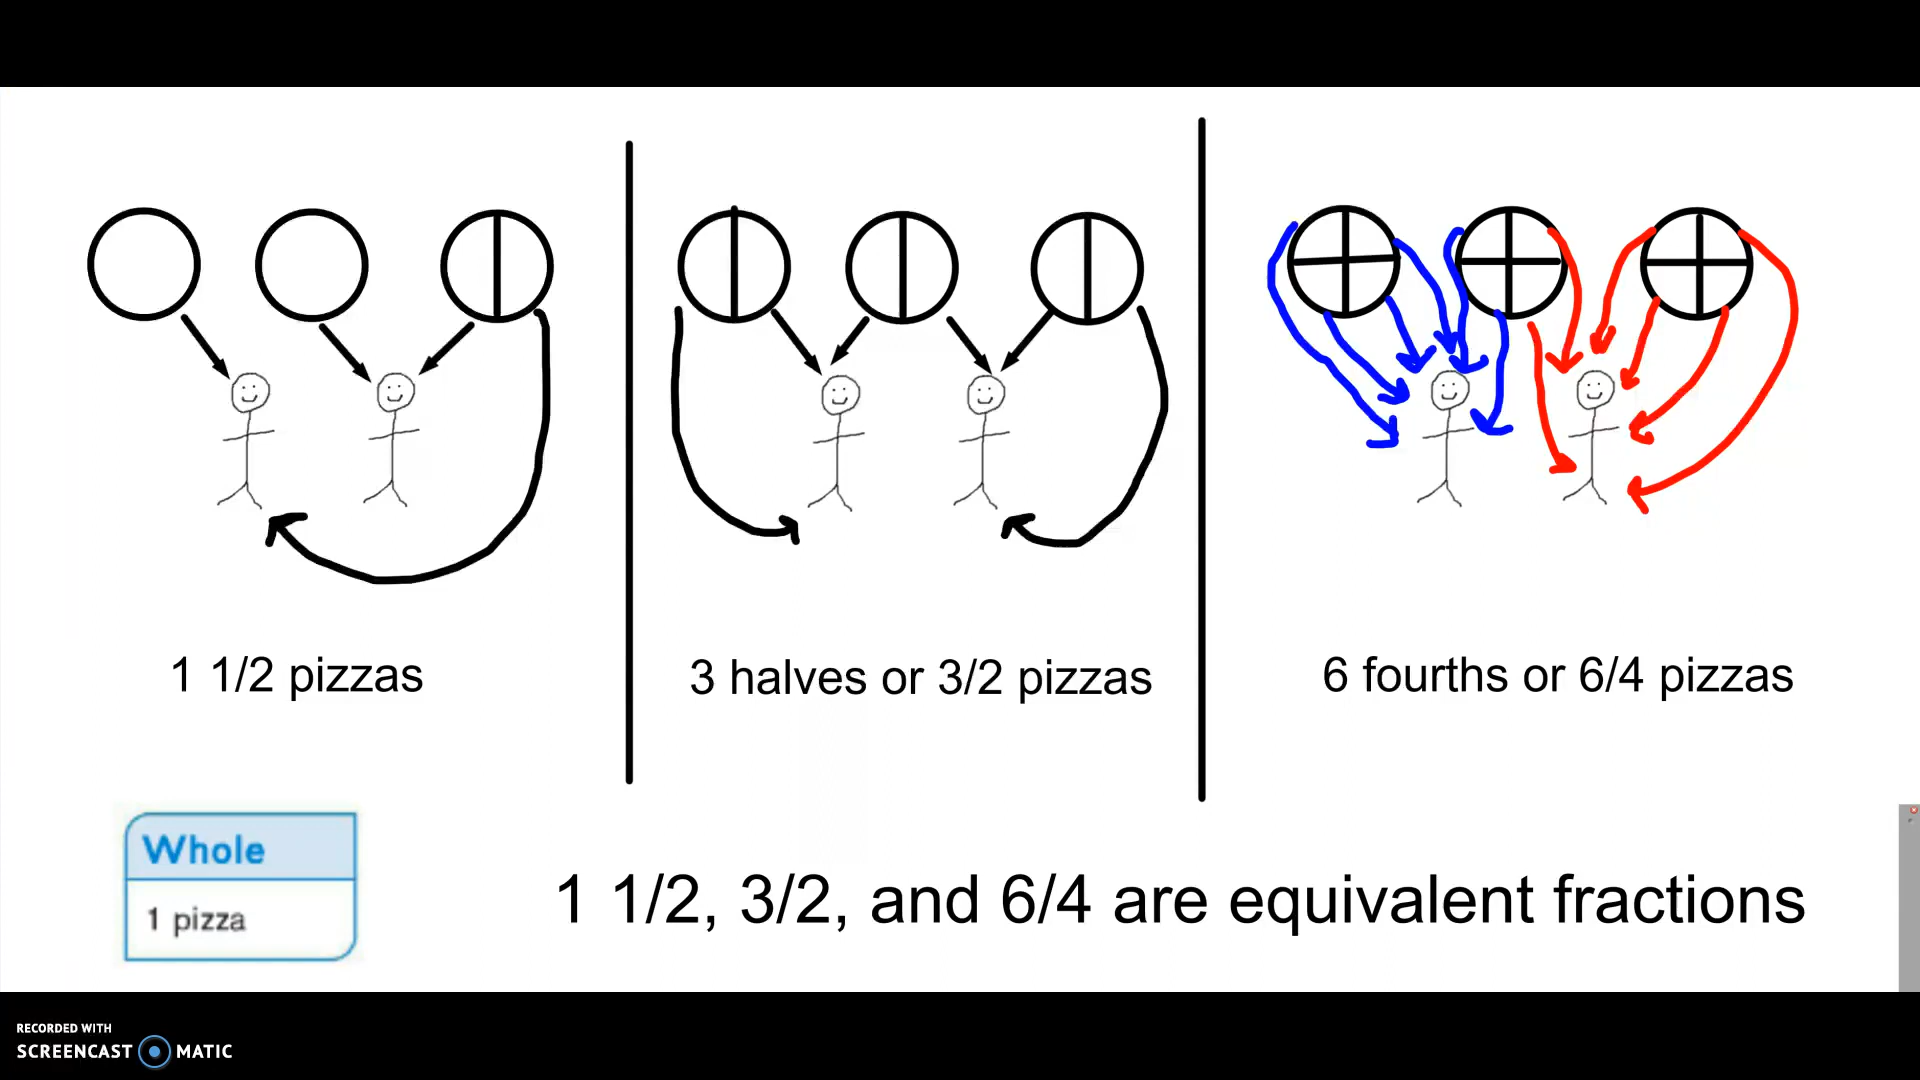 1 1/2 pizzas
3 halves or 3/2 pizzas
6 fourths or 6/4 pizzas
Whole
1 pizza
1 1/2, 3/2, and 6/4 are equivalent fractions
RECORDED WITH
SCREENCAST MATIC